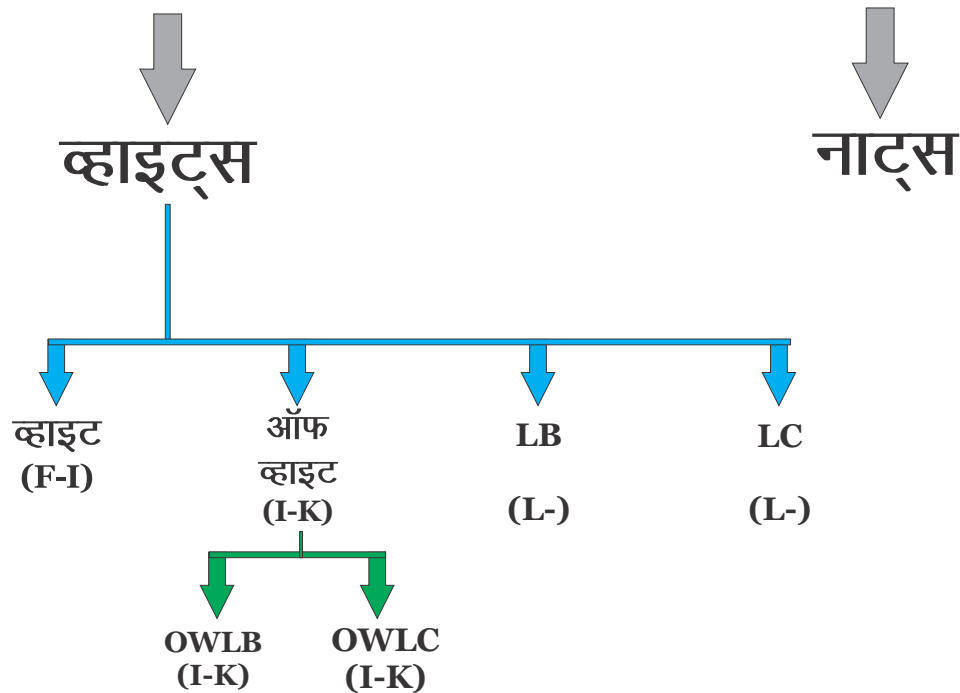 व्हाइट्स
नाट्स
व्हाइट
(F-I)
ऑफ
व्हाइट
(I-K)
LB
(L-)
LC
(L-)
OWLB
(I-K)
OWLC
(I-K)